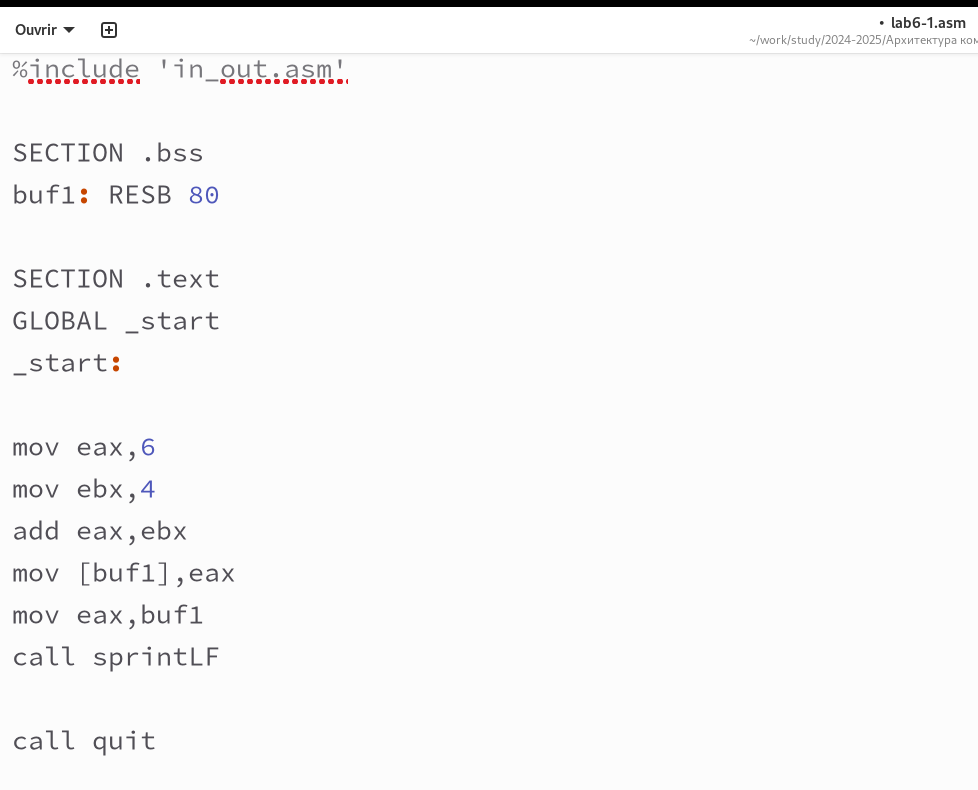 Ouvrir
• lab6-1.asm
~/work/study/2024-2025/Архитектура
%include 'in_out.asm'
SECTION .bss
buf1: RESB 80
SECTION .text
GLOBAL _start
_start:
mov eax,6
mov ebx,4
add eax,ebx
mov [buf1],eax
mov eax,buf1
call sprintLF
call quit